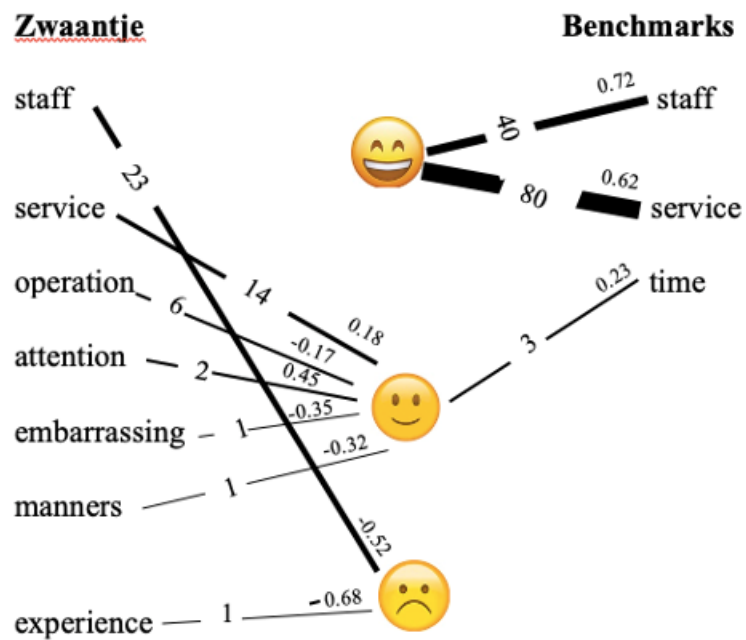 Zwaantje
Benchmarks
staff
23
-0.52
service
14
0.18
operation
6
-0.17
attention
2
0.45
embarrassing
1
-0.35
manners
1
-0.32
experience
1
-0.68
40
0.72
staff
80
0.62
service
3
0.23
time